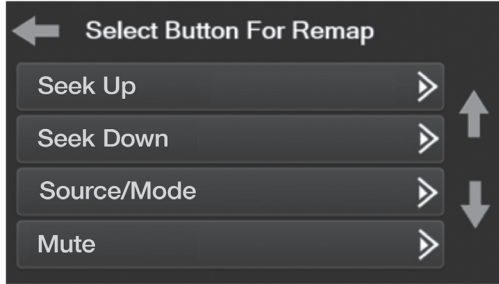 Select Button For Remap
Seek Up
Seek Down
Source/Mode
Mute